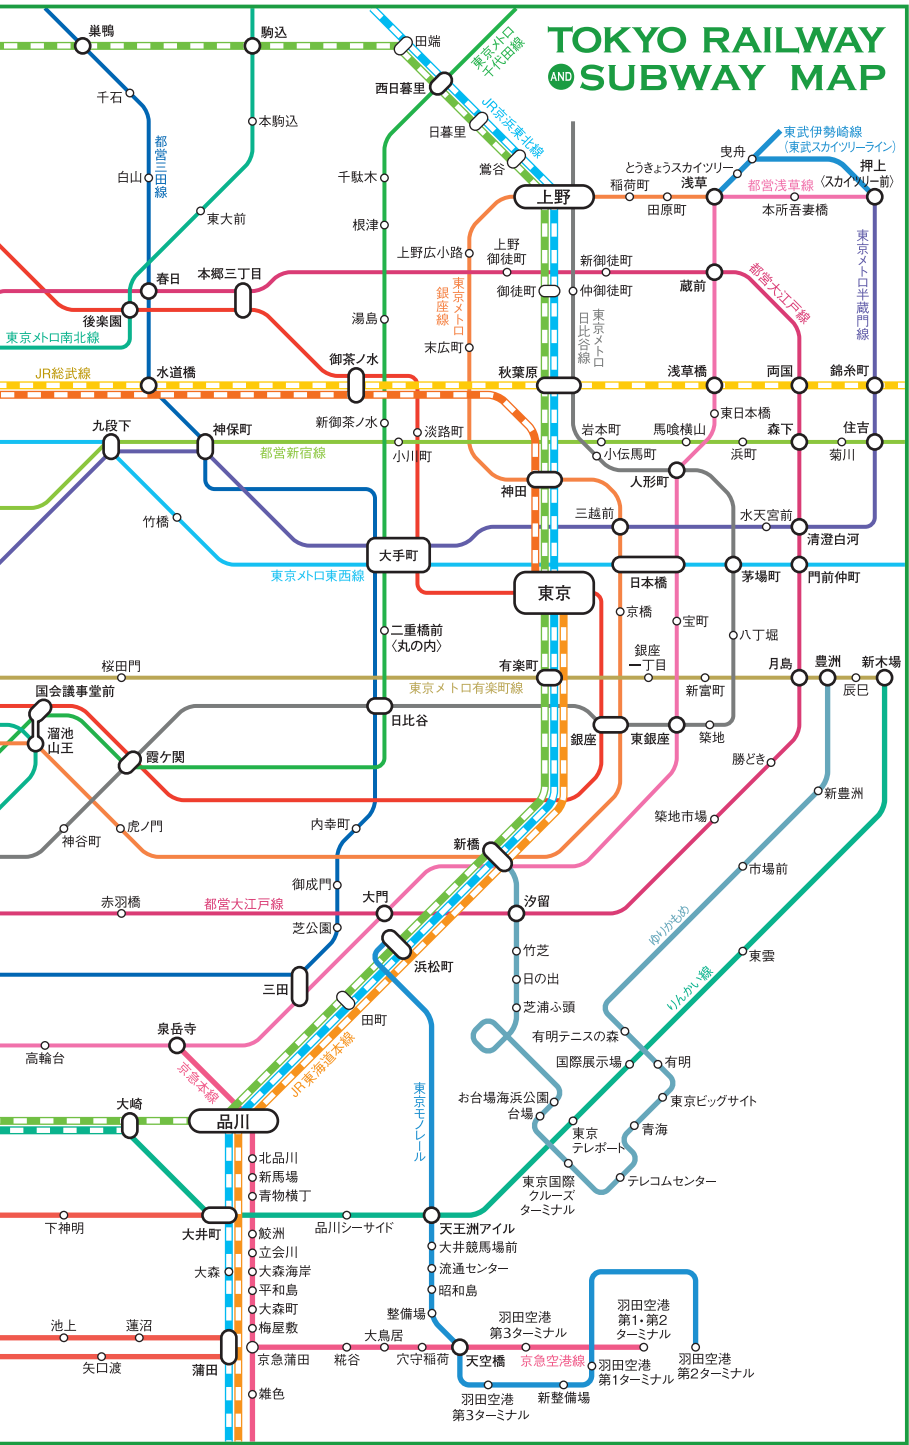 TOKYO RAILWAY
AND SUBWAY MAP
巣鴨
駒込
田端
東京メトロ
千代田線
西日暮里
千石
本駒込
日暮里
JR京浜東北線
都営三田線
鶯谷
東武伊勢崎線
(東武スカイツリーライン)
曳舟
とうきょうスカイツリー
押上
〈スカイツリー前〉
白山
千駄木
上野
稲荷町
浅草
都営浅草線
田原町
本所吾妻橋
東大前
根津
上野広小路
上野
御徒町
新御徒町
蔵前
都営大江戸線
東京メトロ半蔵門線
春日
本郷三丁目
後楽園
東京メトロ南北線
湯島
東京メトロ
銀座線
御徒町
仲御徒町
東京メトロ
日比谷線
末広町
JR総武線
水道橋
御茶ノ水
秋葉原
浅草橋
両国
錦糸町
東日本橋
九段下
神保町
新御茶ノ水
淡路町
小川町
都営新宿線
岩本町
馬喰横山
浜町
森下
菊川
住吉
小伝馬町
人形町
神田
三越前
水天宮前
清澄白河
竹橋
大手町
東京メトロ東西線
東京
日本橋
茅場町
門前仲町
二重橋前
〈丸の内〉
京橋
宝町
八丁堀
桜田門
有楽町
東京メトロ有楽町線
銀座
一丁目
新富町
月島
豊洲
辰巳
新木場
国会議事堂前
溜池
山王
霞ケ関
日比谷
銀座
東銀座
築地
勝どき
神谷町
虎ノ門
内幸町
新橋
築地市場
新豊洲
御成門
市場前
赤羽橋
都営大江戸線
大門
汐留
芝公園
ゆりかもめ
浜松町
竹芝
東雲
三田
日の出
りんかい線
田町
芝浦ふ頭
泉岳寺
高輪台
京急本線
JR東海道本線
有明テニスの森
国際展示場
有明
東京モノレール
お台場海浜公園
台場
東京ビッグサイト
大崎
品川
東京
テレポート
青海
北品川
新馬場
青物横丁
東京国際
クルーズ
ターミナル
テレコムセンター
下神明
大井町
品川シーサイド
天王洲アイル
鮫洲
立会川
大森
大森海岸
平和島
大森町
梅屋敷
大井競馬場前
流通センター
昭和島
整備場
池上
蓮沼
矢口渡
蒲田
京急蒲田
糀谷
大鳥居
穴守稲荷
天空橋
羽田空港
第3ターミナル
京急空港線
羽田空港
第1・第2
ターミナル
羽田空港
第1ターミナル
羽田空港
第2ターミナル
雑色
羽田空港
第3ターミナル
新整備場